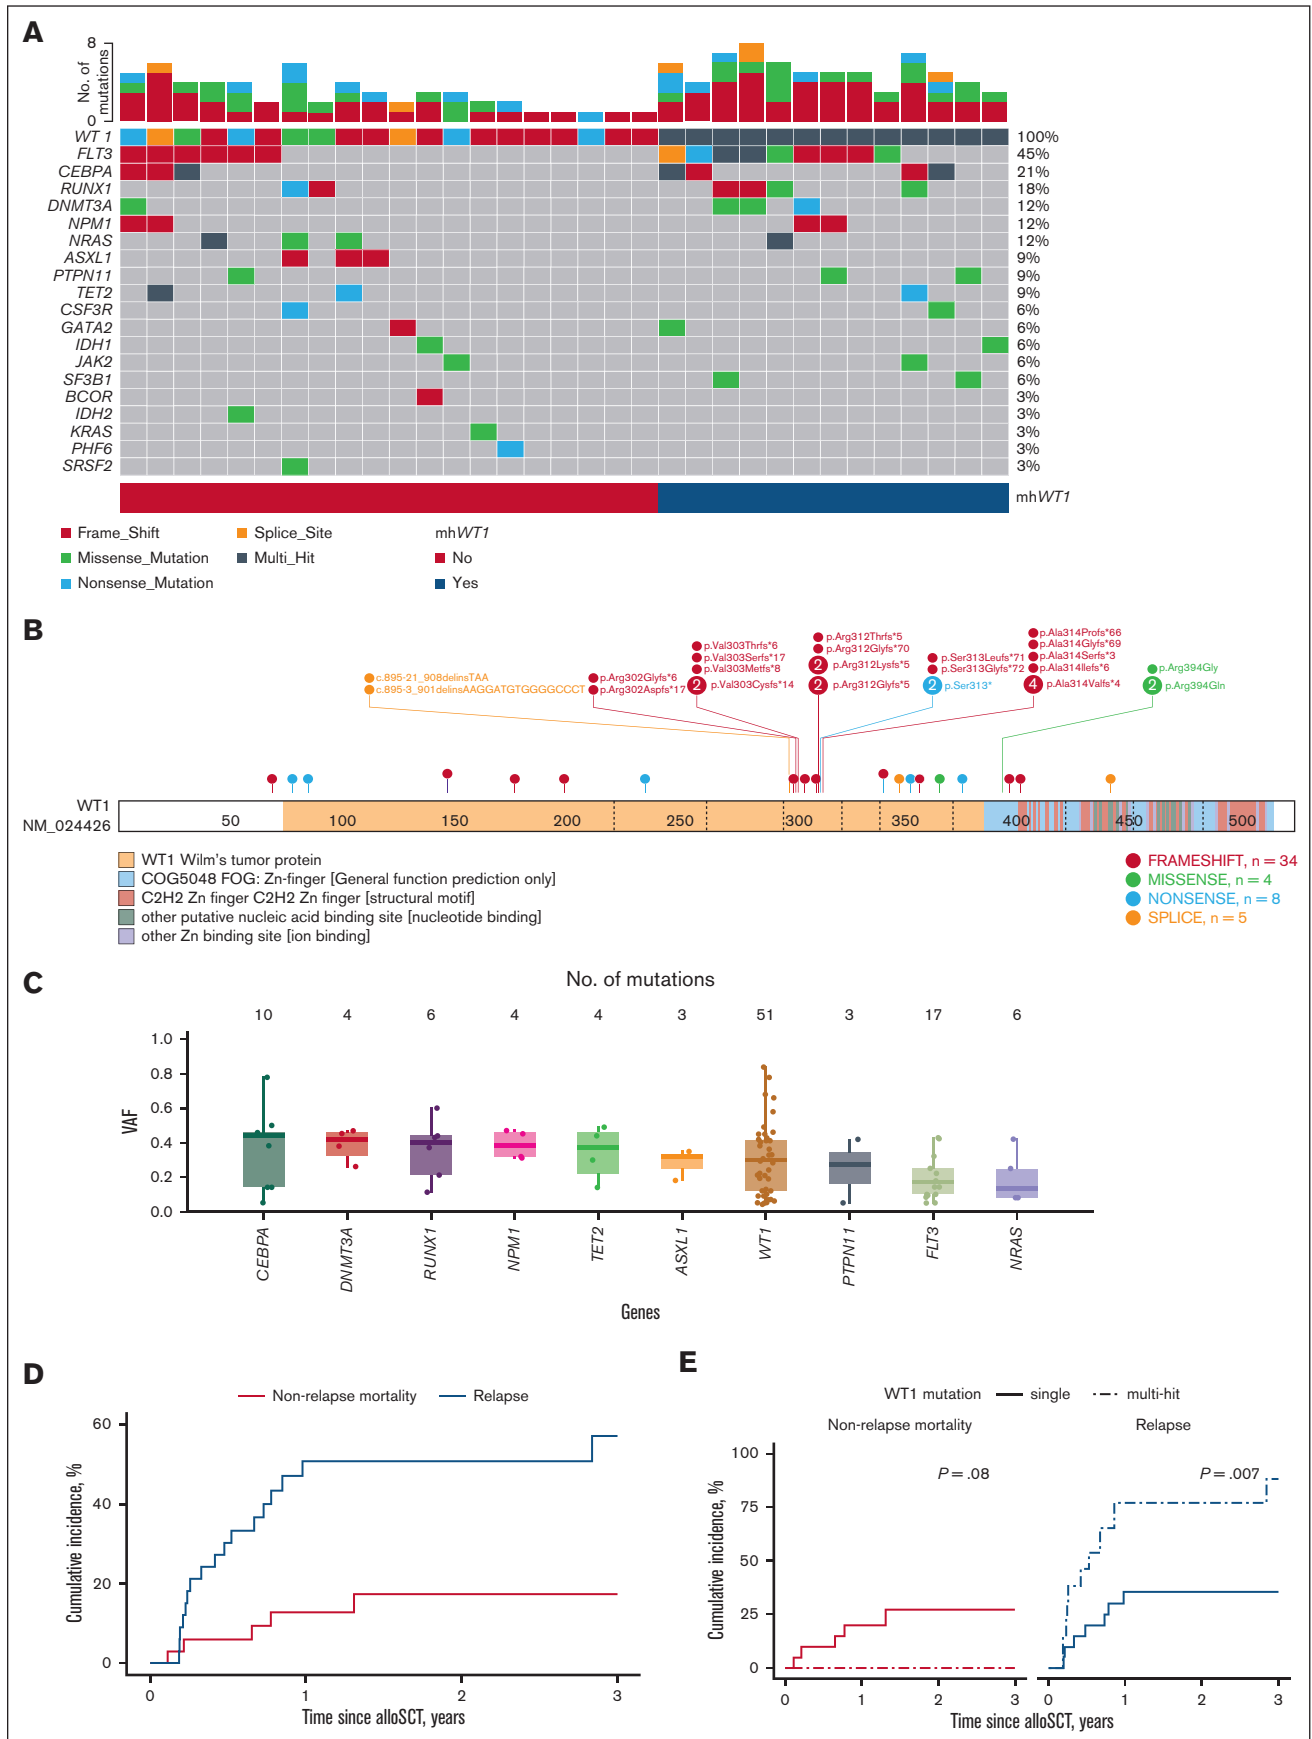 A
No. of mutations
8
0
WT1 100%
FLT3 45%
CEBPA 21%
RUNX1 18%
DNMT3A 12%
NPM1 12%
NRAS 12%
ASXL1 9%
PTPN11 9%
TET2 9%
CSF3R 6%
GATA2 6%
IDH1 6%
JAK2 6%
SF3B1 6%
BCOR 3%
IDH2 3%
KRAS 3%
PHF6 3%
SRSF2 3%
mhWT1
Frame_Shift Splice_Site mhWT1
Missense_Mutation Multi_Hit No
Nonsense_Mutation Yes
B
c.895-21_908delinsTAA
c.895-3_901delinsAAGGATGTGGGGCCCT
p.Arg302Glyfs*6
p.Arg302Aspfs*17
p.Val303Thrfs*6
p.Val303Serfs*17
p.Val303Metfs*8
2 p.Val303Cysfs*14
p.Arg312Thrfs*5
p.Arg312Glyfs*70
2 p.Arg312Lysfs*5
2 p.Arg312Glyfs*5
p.Ser313Leufs*71
p.Ser313Glyfs*72
2 p.Ser313*
p.Ala314Profs*66
p.Ala314Glyfs*69
p.Ala314Serfs*3
p.Ala314Ilefs*6
4 p.Ala314Valfs*4
p.Arg394Gly
2 p.Arg394Gln
WT1
NM_024426
50 100 150 200 250 300 350 400 450 500
WT1 Wilm's tumor protein
COG5048 FOG: Zn-finger [General function prediction only]
C2H2 Zn finger C2H2 Zn finger [structural motif]
other putative nucleic acid binding site [nucleotide binding]
other Zn binding site [ion binding]
FRAMESHIFT, n = 34
MISSENSE, n = 4
NONSENSE, n = 8
SPLICE, n = 5
C
No. of mutations
10 4 6 4 4 3 51 3 17 6
VAF
1.0
0.8
0.6
0.4
0.2
0.0
CEBPA DNMT3A RUNX1 NPM1 TET2 ASXL1 WT1 PTPN11 FLT3 NRAS
Genes
D
Non-relapse mortality Relapse
Cumulative incidence, %
60
40
20
0
0 1 2 3
Time since alloSCT, years
E
WT1 mutation single multi-hit
Non-relapse mortality Relapse
P = .08 P = .007
Cumulative incidence, %
100
75
50
25
0
0 1 2 3 0 1 2 3
Time since alloSCT, years